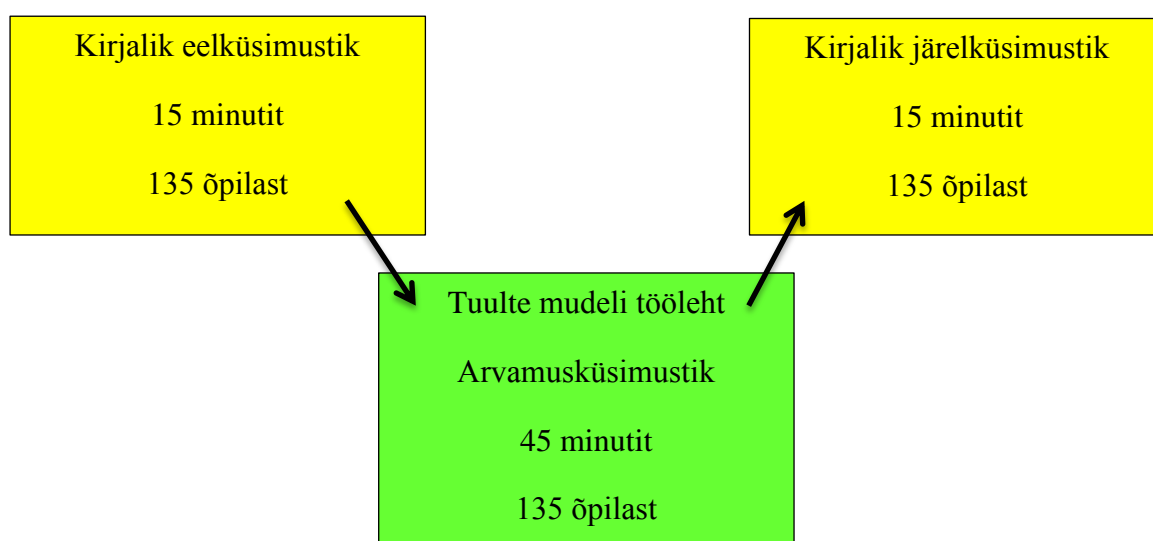 Kirjalik eelküsimustik
15 minutit
135 õpilast
Tuulte mudeli tööleht
Arvamusküsimustik
45 minutit
135 õpilast
Kirjalik järelküsimustik
15 minutit
135 õpilast